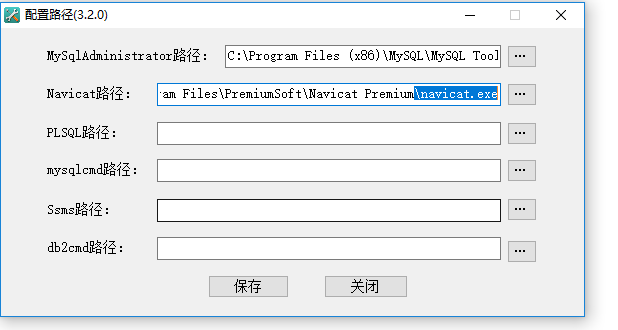 配置路径(3.2.0)
MySqlAdministrator路径： C:\Program Files (x86)\MySQL\MySQL Tool ...
Navicat路径： am Files\PremiumSoft\Navicat Premium\navicat.exe ...
PLSQL路径： ...
mysqlcmd路径： ...
Ssms路径： ...
db2cmd路径： ...
保存 关闭